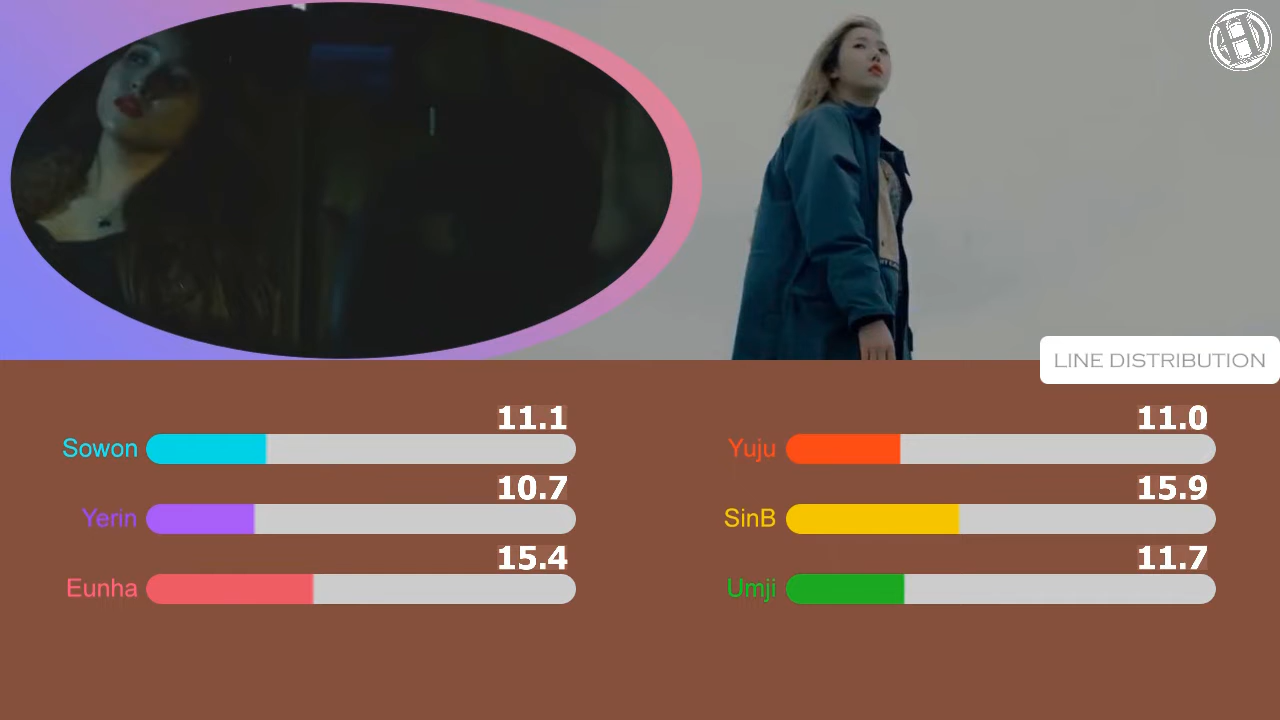 LINE DISTRIBUTION
11.1
Sowon
10.7
Yerin
15.4
Eunha
11.0
Yuju
15.9
SinB
11.7
Umji